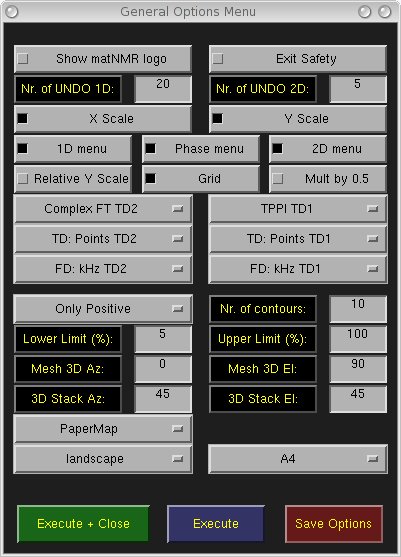 General Options Menu
Show matNMR logo
Exit Safety
Nr. of UNDO 1D: 20
Nr. of UNDO 2D: 5
X Scale
Y Scale
1D menu
Phase menu
2D menu
Relative Y Scale
Grid
Mult by 0.5
Complex FT TD2
TPPI TD1
TD: Points TD2
TD: Points TD1
FD: kHz TD2
FD: kHz TD1
Only Positive
Nr. of contours: 10
Lower Limit (%): 5
Upper Limit (%): 100
Mesh 3D Az: 0
Mesh 3D El: 90
3D Stack Az: 45
3D Stack El: 45
PaperMap
landscape
A4
Execute + Close
Execute
Save Options